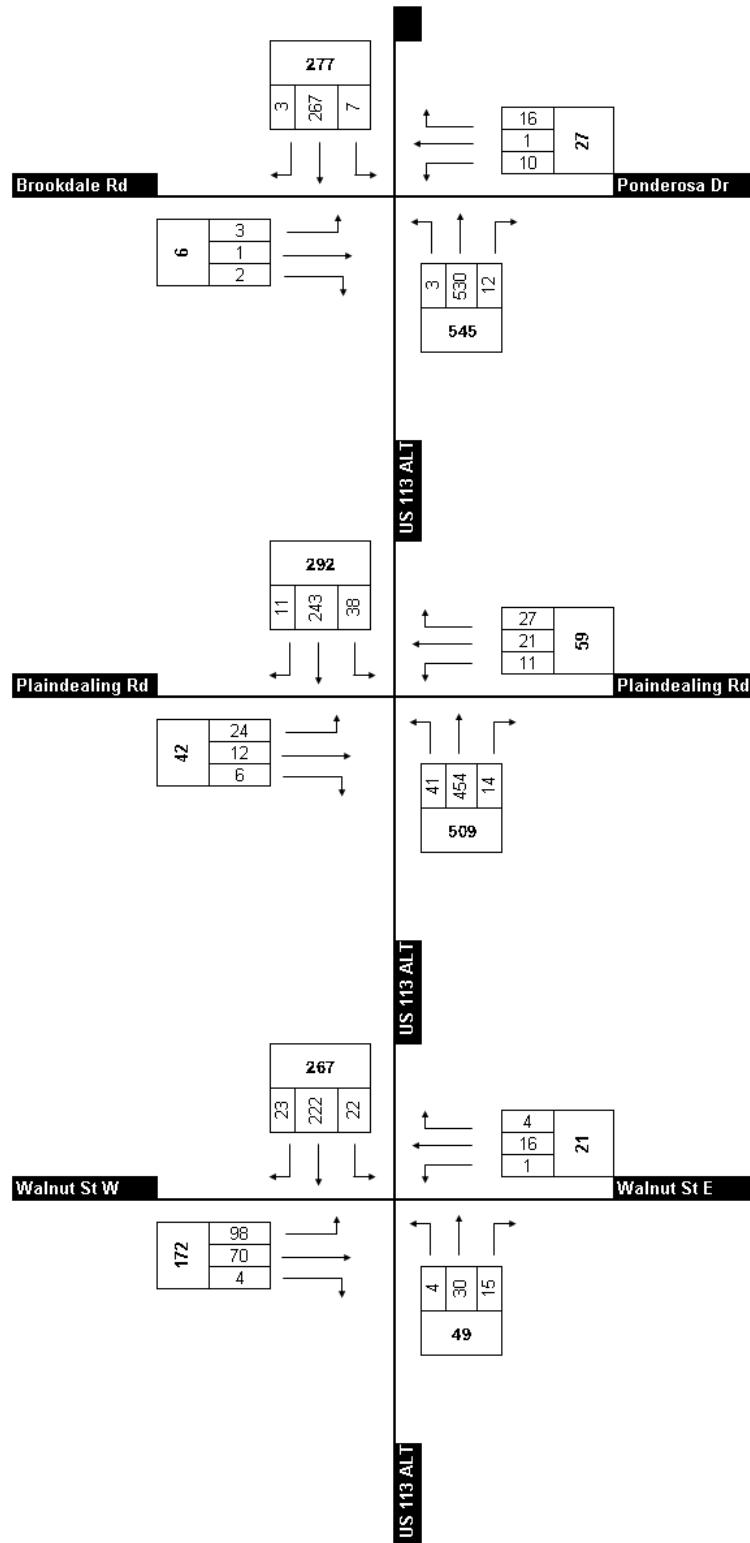 277
3 267 7
16
1
10
27
Brookdale Rd
Ponderosa Dr
6
3
1
2
3 530 12
545
US 113 ALT
292
11 243 38
27
21
11
59
Plaindealing Rd
Plaindealing Rd
42
24
12
6
41 454 14
509
US 113 ALT
267
23 222 22
4
16
1
21
Walnut St W
Walnut St E
172
98
70
4
4 30 15
49
US 113 ALT